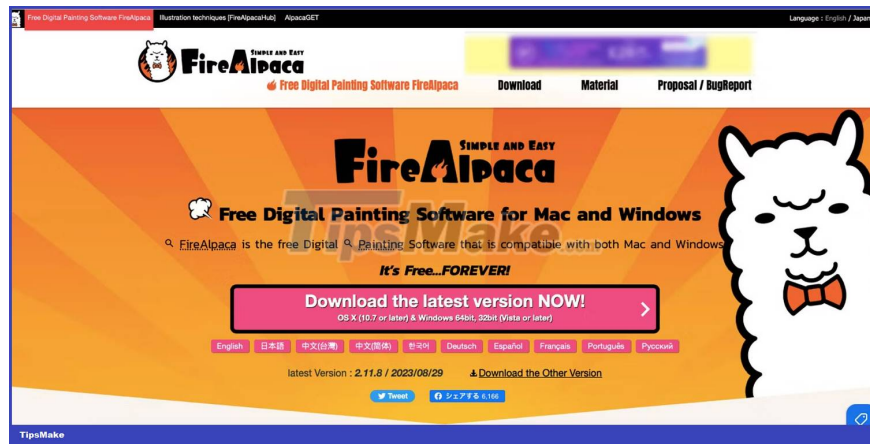 Free Digital Painting Software FireAlpaca Illustration techniques [FireAlpacaHub] AlpacaGET Language : English / Japan
SIMPLE AND EASY
FireAlpaca
Free Digital Painting Software FireAlpaca Download Material Proposal / BugReport
SIMPLE AND EASY
FireAlpaca
Free Digital Painting Software for Mac and Windows
TipsMake.com
FireAlpaca is the free Digital Painting Software that is compatible with both Mac and Windows
It's Free...FOREVER!
Download the latest version NOW!
OS X (10.7 or later) & Windows 64bit, 32bit (Vista or later)
English 日本語 中文(台灣) 中文(简体) 한국어 Deutsch Español Français Português Русский
latest Version : 2.11.8 / 2023/08/29 Download the Other Version
Tweet シェアする 6,166
TipsMake